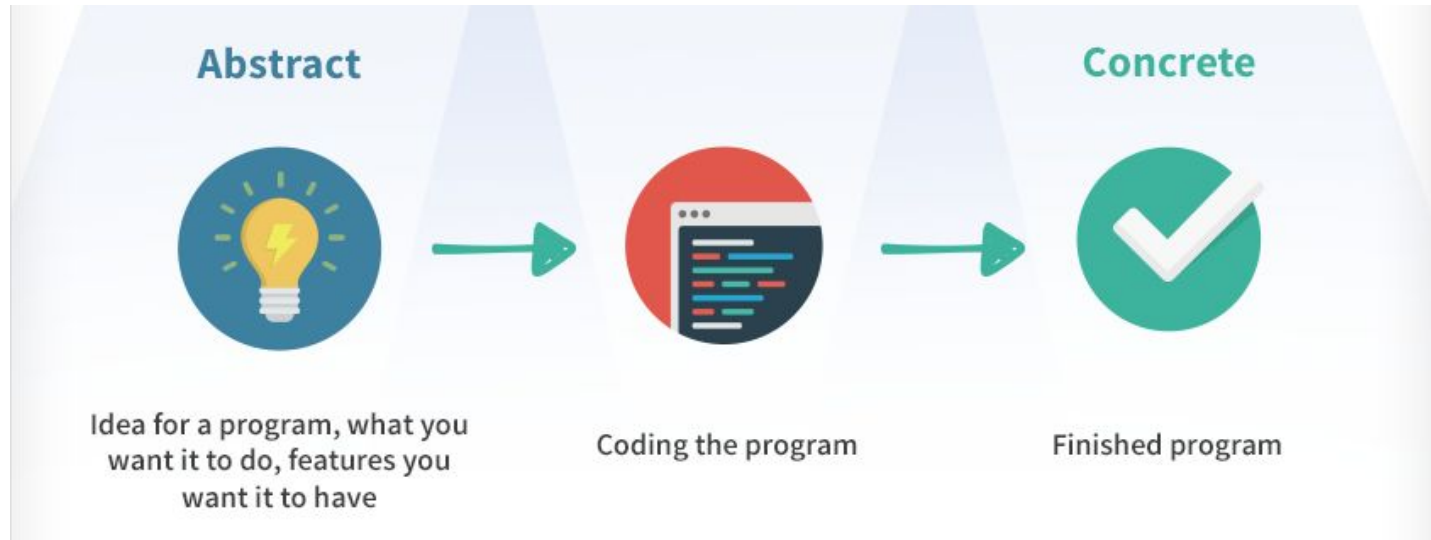 Abstract
Concrete
Idea for a program, what you
want it to do, features you
want it to have
Coding the program
Finished program